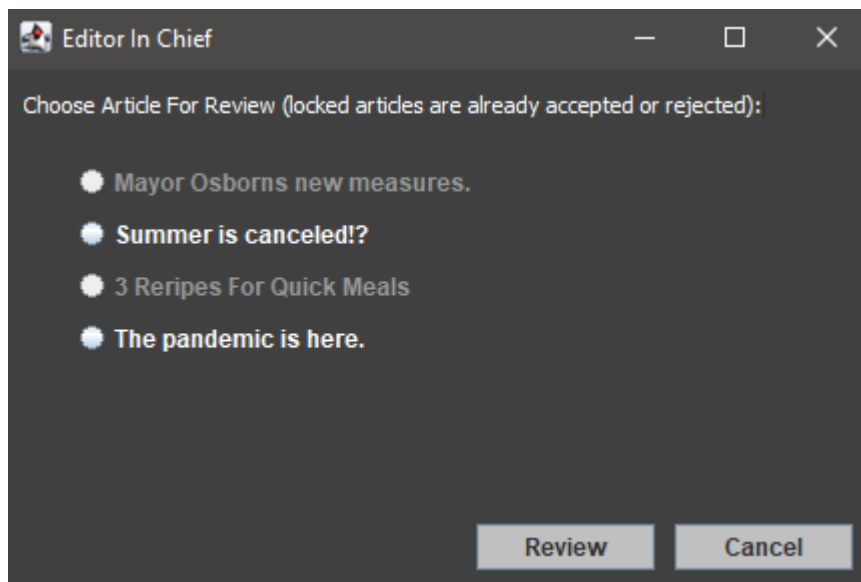 Editor In Chief
Choose Article For Review (locked articles are already accepted or rejected):
Mayor Osborns new measures.
Summer is canceled!?
3 Reripes For Quick Meals
The pandemic is here.
Review Cancel